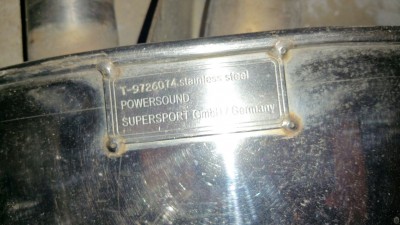 T-9726074 stainless steel
POWERSOUND
SUPERSPORT GmbH / Germany